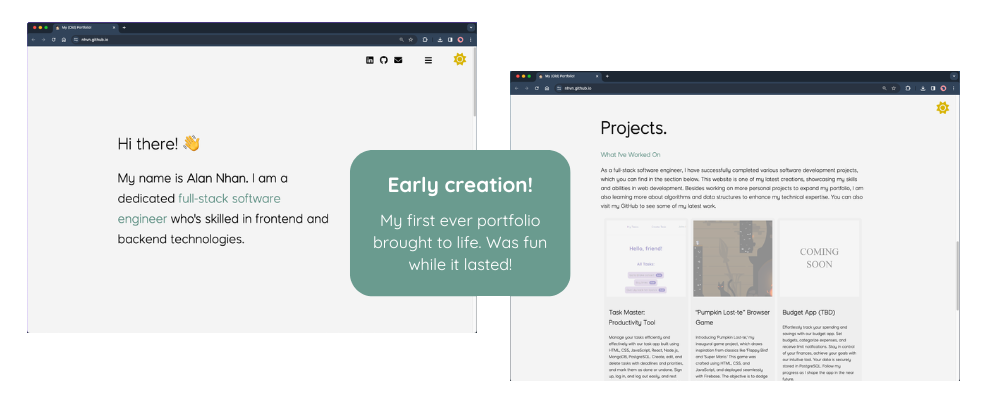 My (Old) Portfolio!
nhvn.github.io
Hi there! 👋
My name is Alan Nhan. I am a
dedicated full-stack software
engineer who's skilled in frontend and
backend technologies.
Early creation!
My first ever portfolio
brought to life. Was fun
while it lasted!
My (Old) Portfolio!
nhvn.github.io
Projects.
What I've Worked On
As a full-stack software engineer, I have successfully completed various software development projects,
which you can find in the section below. This website is one of my latest creations, showcasing my skills
and abilities in web development. Besides working on more personal projects to expand my portfolio, I am
also learning more about algorithms and data structures to enhance my technical expertise. You can also
visit my GitHub to see some of my latest work.
Hello, friend!
All Tasks
COMING
SOON
Task Master:
Productivity Tool
Manage your tasks efficiently and
effectively with our task app built using
HTML, CSS, JavaScript, React, Node.js,
MongoDB, PostgreSQL. Create, edit, and
delete tasks with deadlines and priorities,
and mark them as done or undone. Sign
up, log in, and log out easily, and rest
"Pumpkin Lost-te" Browser
Game
Introducing Pumpkin Lost-te, my
inaugural game project, which draws
inspiration from classics like 'Flappy Bird'
and 'Super Mario.' This game was
crafted using HTML, CSS, and
JavaScript, and deployed seamlessly
with Firebase. The objective is to dodge
Budget App (TBD)
Effortlessly track your spending and
savings with our budget app. Set
budgets, categorize expenses, and
receive limit notifications. Stay in control
of your finances, achieve your goals with
our intuitive tool. Your data is securely
stored in PostgreSQL. Follow my
progress as I shape the app in the near
future.